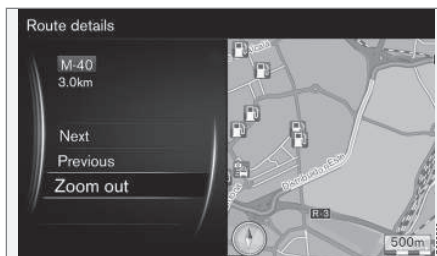 Route details
M-40
3.0km
Next
Previous
Zoom out
R-3
500m